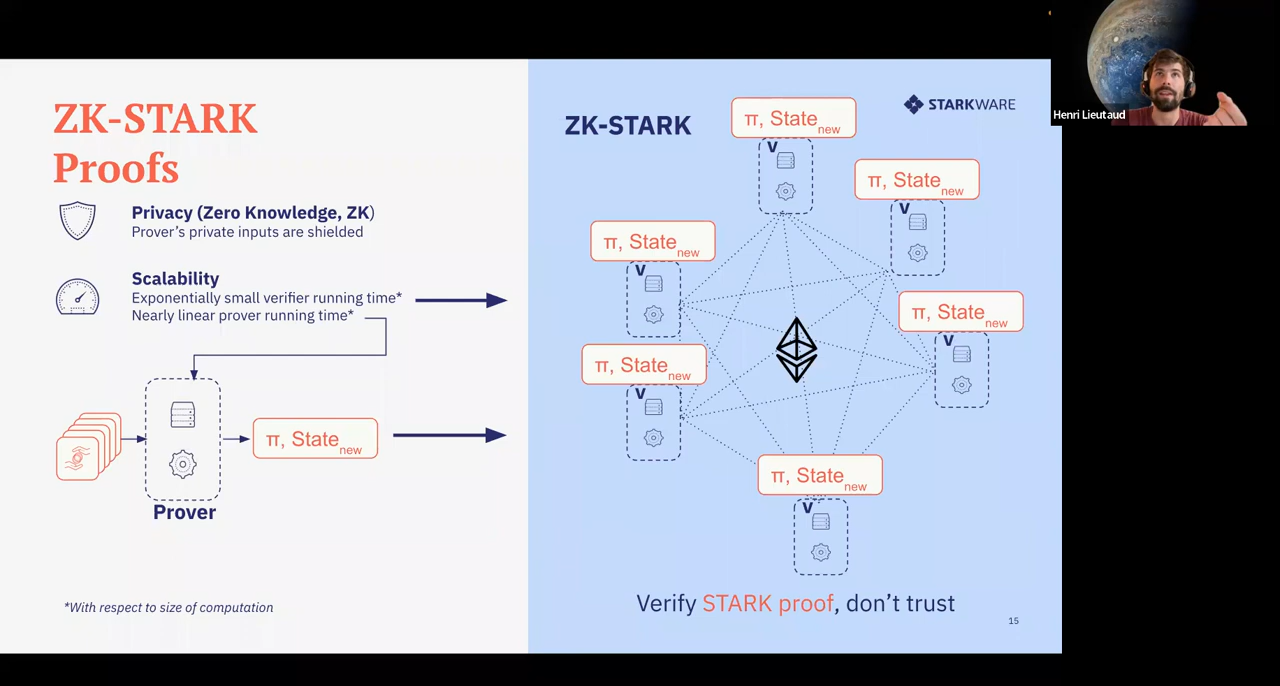 ZK-STARK
Proofs
Privacy (Zero Knowledge, ZK)
Prover's private inputs are shielded
Scalability
Exponentially small verifier running time*
Nearly linear prover running time*
π, State new
Prover
*With respect to size of computation
ZK-STARK
STARKWARE
π, State new
V
π, State new
V
π, State new
V
π, State new
V
π, State new
V
π, State new
V
Verify STARK proof, don't trust
15
Henri Lieutaud